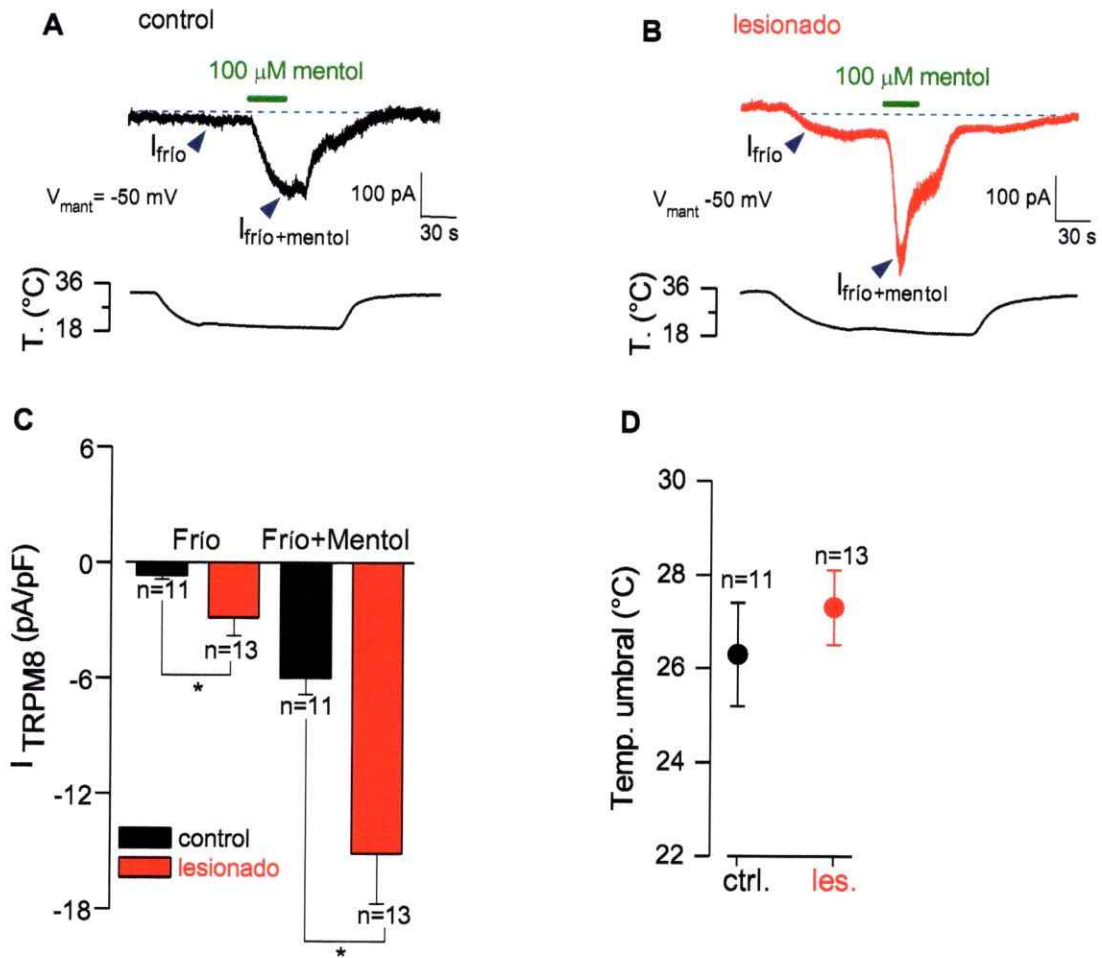 A
control
100 μM mentol
Ifrío
Vmant= -50 mV
Ifrío+mentol
100 pA
30 s
T. (°C)
36
18
B
lesionado
100 μM mentol
Ifrío
Vmant -50 mV
Ifrío+mentol
100 pA
30 s
T. (°C)
36
18
C
I TRPM8 (pA/pF)
6
0
-6
-12
-18
Frío
Frío+Mentol
n=11
n=13
*
n=11
n=13
*
control
lesionado
D
Temp. umbral (°C)
30
28
26
24
22
n=11
n=13
ctrl.
les.